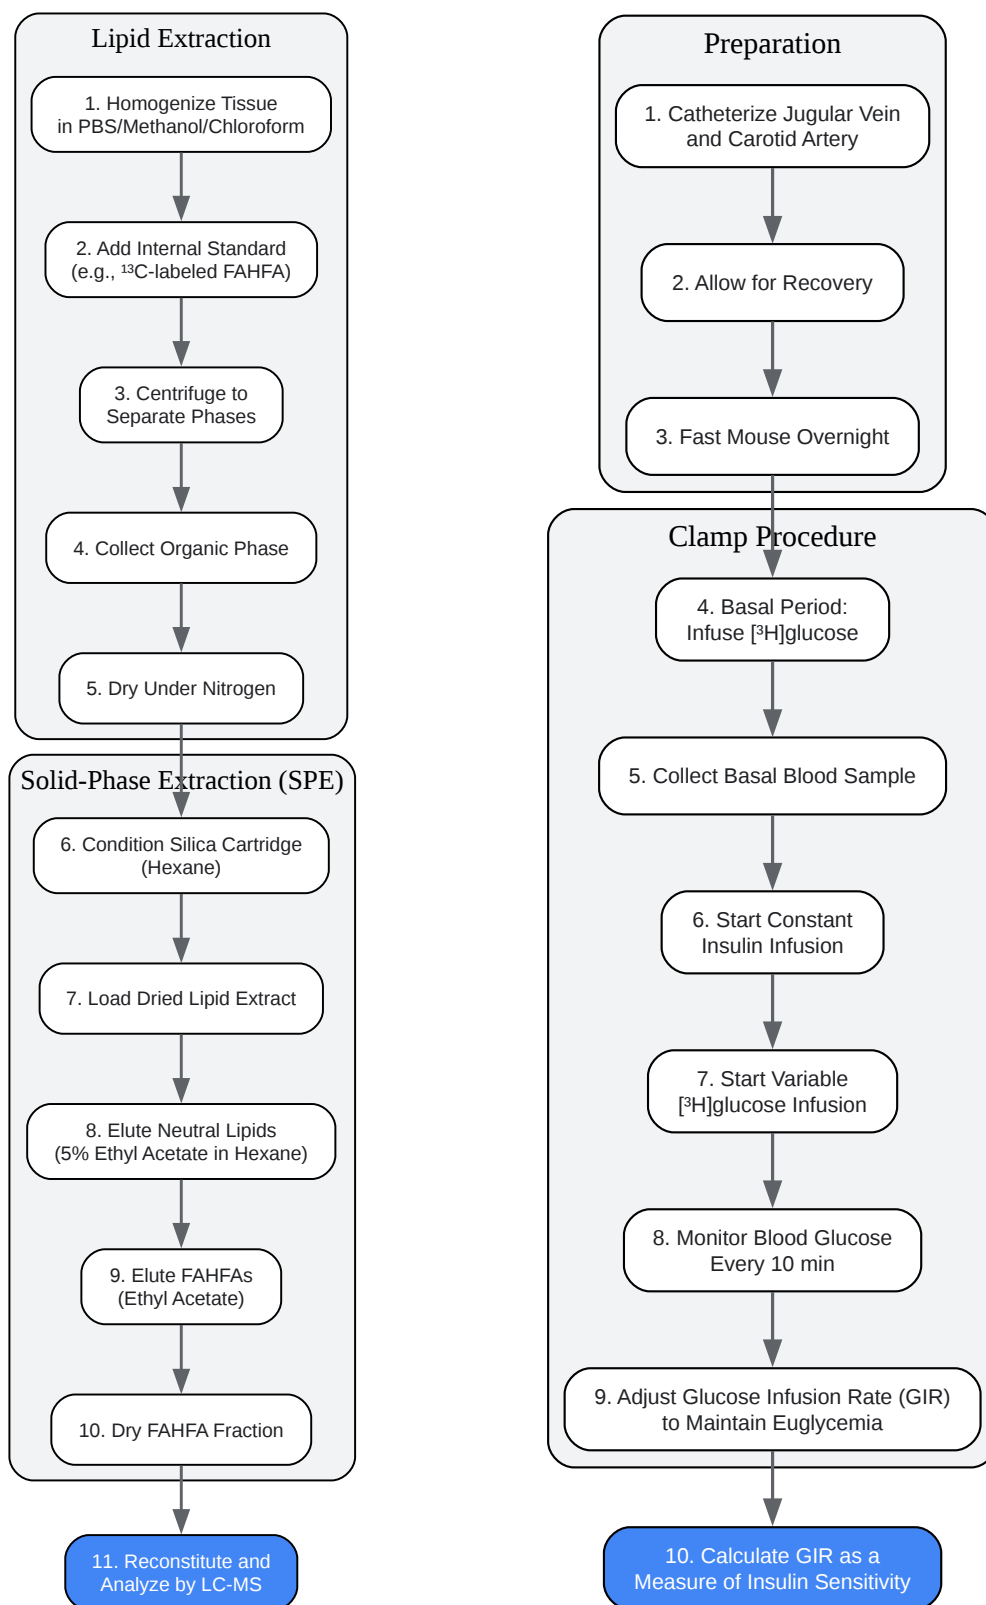 Lipid Extraction
1. Homogenize Tissue
in PBS/Methanol/Chloroform
2. Add Internal Standard
(e.g., ¹³C-labeled FAHFA)
3. Centrifuge to
Separate Phases
4. Collect Organic Phase
5. Dry Under Nitrogen
Solid-Phase Extraction (SPE)
6. Condition Silica Cartridge
(Hexane)
7. Load Dried Lipid Extract
8. Elute Neutral Lipids
(5% Ethyl Acetate in Hexane)
9. Elute FAHFAs
(Ethyl Acetate)
10. Dry FAHFA Fraction
11. Reconstitute and
Analyze by LC-MS
Preparation
1. Catheterize Jugular Vein
and Carotid Artery
2. Allow for Recovery
3. Fast Mouse Overnight
Clamp Procedure
4. Basal Period:
Infuse [³H]glucose
5. Collect Basal Blood Sample
6. Start Constant
Insulin Infusion
7. Start Variable
[³H]glucose Infusion
8. Monitor Blood Glucose
Every 10 min
9. Adjust Glucose Infusion Rate (GIR)
to Maintain Euglycemia
10. Calculate GIR as a
Measure of Insulin Sensitivity